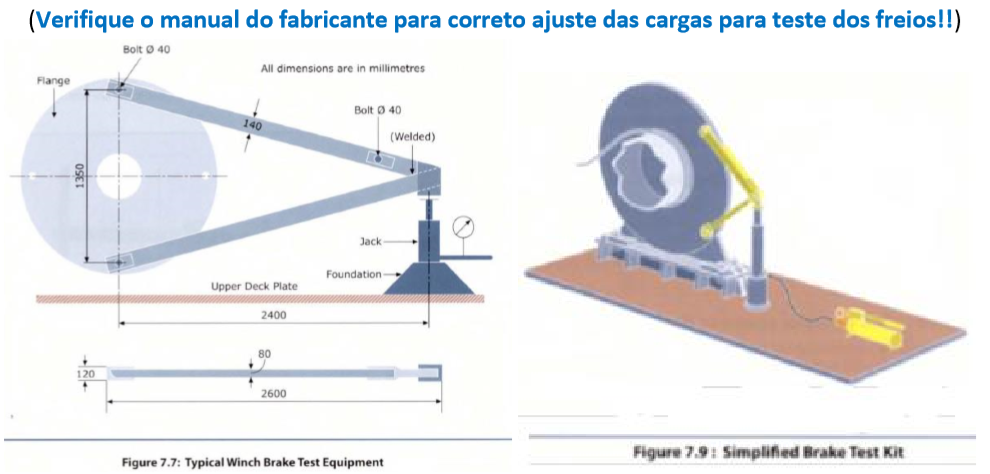 (Verifique o manual do fabricante para correto ajuste das cargas para teste dos freios!!)
Bolt Ø 40
Flange
All dimensions are in millimetres
Bolt Ø 40
140
(Welded)
1350
Jack
Foundation
Upper Deck Plate
2400
80
120
2600
Figure 7.7: Typical Winch Brake Test Equipment
Figure 7.9 : Simplified Brake Test Kit